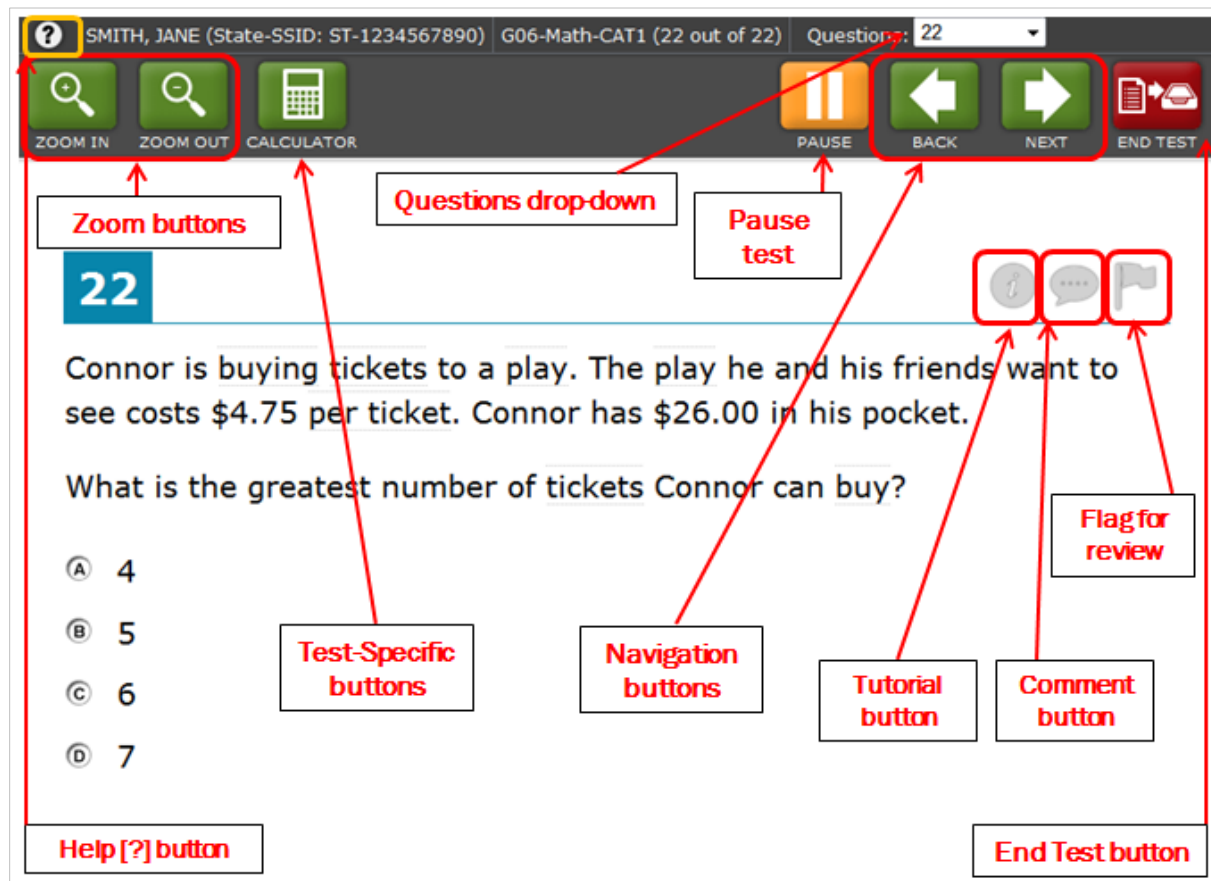 ? SMITH, JANE (State-SSID: ST-1234567890) G06-Math-CAT1 (22 out of 22) Questions: 22
ZOOM IN ZOOM OUT CALCULATOR PAUSE BACK NEXT END TEST
Zoom buttons
Questions drop-down
Pause
test
22
i
Connor is buying tickets to a play. The play he and his friends want to
see costs $4.75 per ticket. Connor has $26.00 in his pocket.
What is the greatest number of tickets Connor can buy?
Flag for
review
A 4
B 5
C 6
D 7
Test-Specific
buttons
Navigation
buttons
Tutorial
button
Comment
button
Help [?] button
End Test button